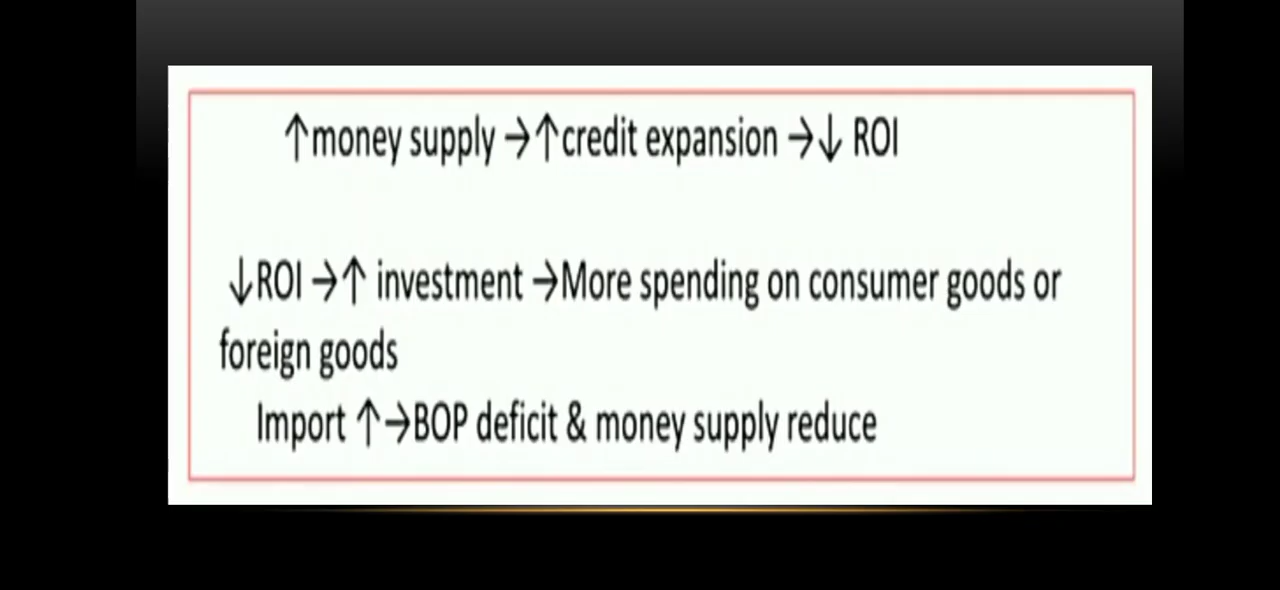 ↑money supply →↑credit expansion →↓ ROI
↓ROI →↑ investment →More spending on consumer goods or
foreign goods
Import ↑→BOP deficit & money supply reduce